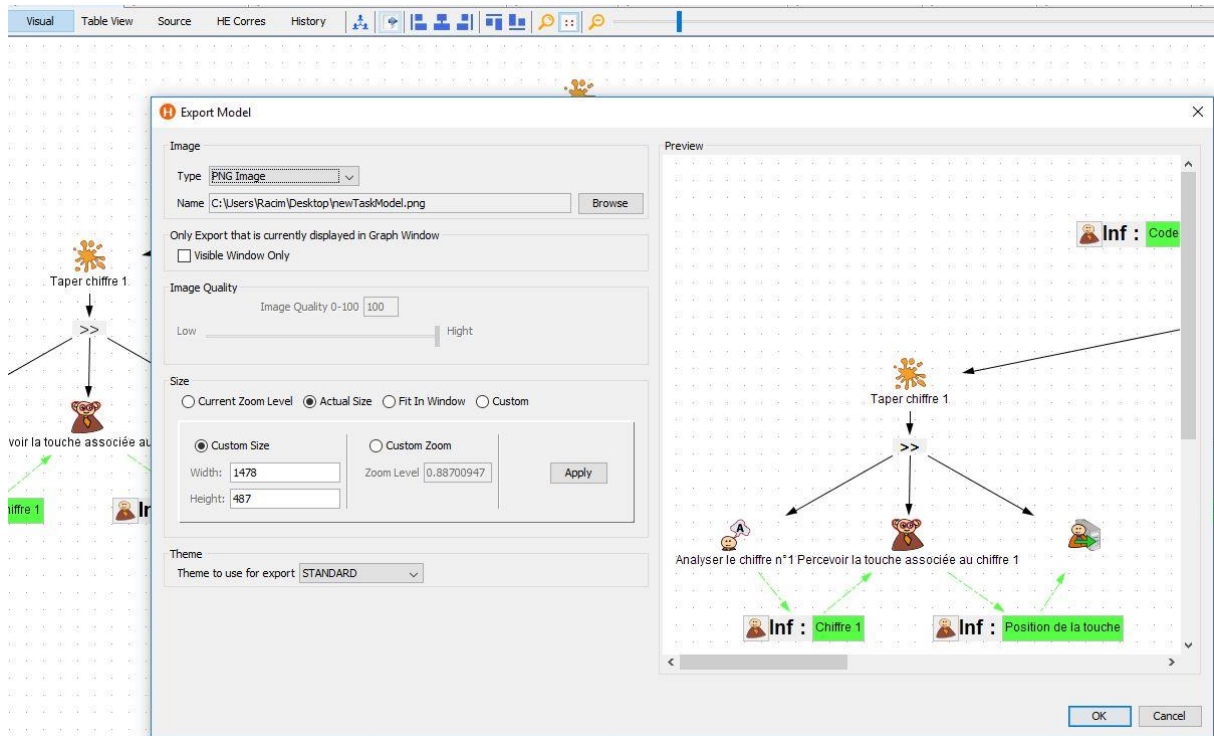 Visual Table View Source HE Corres History
Export Model
Image
Type PNG Image
Name C:\Users\Racim\Desktop\newTaskModel.png Browse
Only Export that is currently displayed in Graph Window
Visible Window Only
Image Quality
Image Quality 0-100 100
Low Hight
Size
Current Zoom Level Actual Size Fit In Window Custom
Custom Size Custom Zoom
Width: 1478 Zoom Level 0.88700947 Apply
Height: 487
Theme
Theme to use for export STANDARD
Preview
Inf : Code
Taper chiffre 1
>>
Analyser le chiffre n°1 Percevoir la touche associée au chiffre 1
Inf : Chiffre 1 Inf : Position de la touche
OK Cancel
Taper chiffre 1
>>
voir la touche associée au
hiffre 1 In